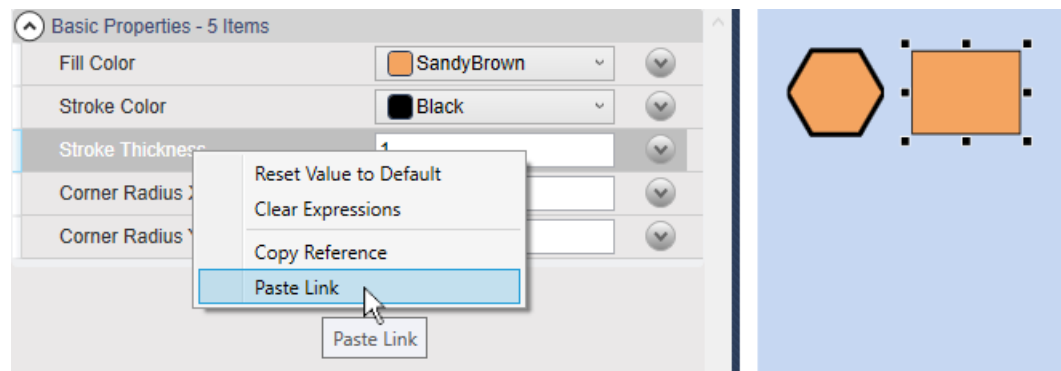 Basic Properties - 5 Items
Fill Color SandyBrown
Stroke Color Black
Stroke Thickness 1
Reset Value to Default
Corner Radius X
Clear Expressions
Corner Radius Y
Copy Reference
Paste Link
Paste Link